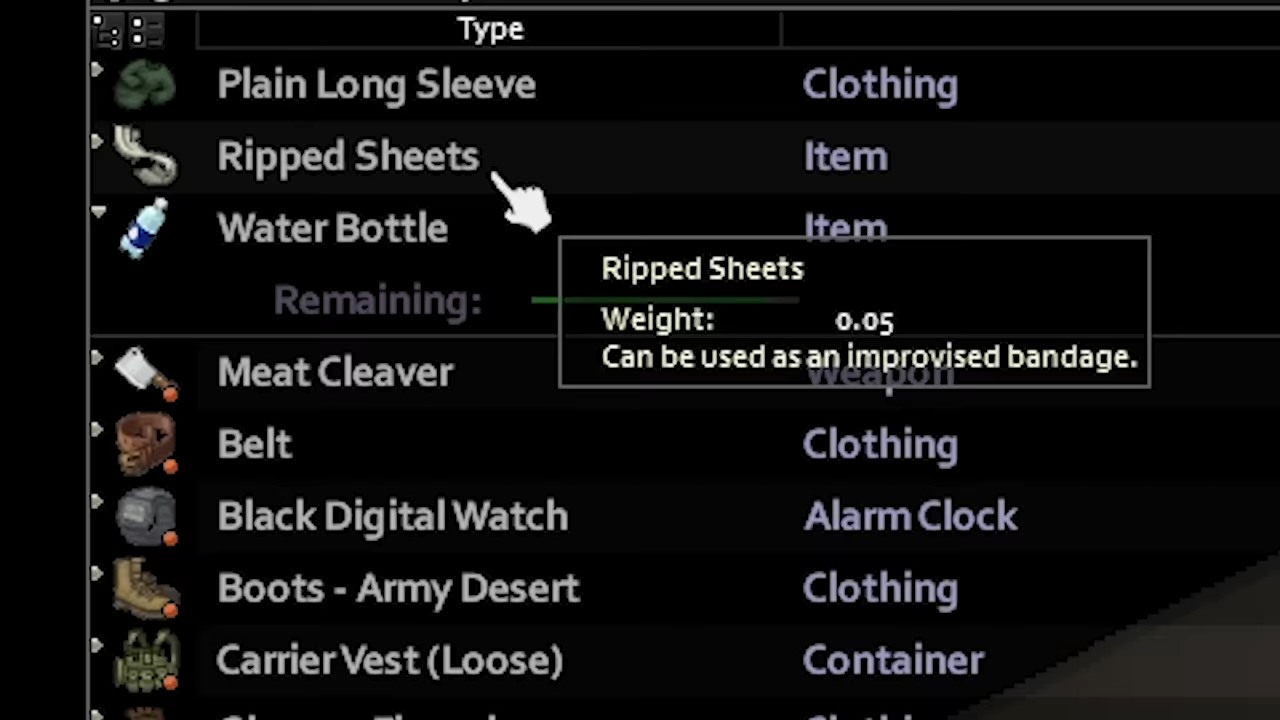 Type
Plain Long Sleeve Clothing
Ripped Sheets Item
Water Bottle Item
Ripped Sheets
Remaining:
Weight: 0.05
Can be used as an improvised bandage.
Meat Cleaver Weapon
Belt Clothing
Black Digital Watch Alarm Clock
Boots - Army Desert Clothing
Carrier Vest (Loose) Container